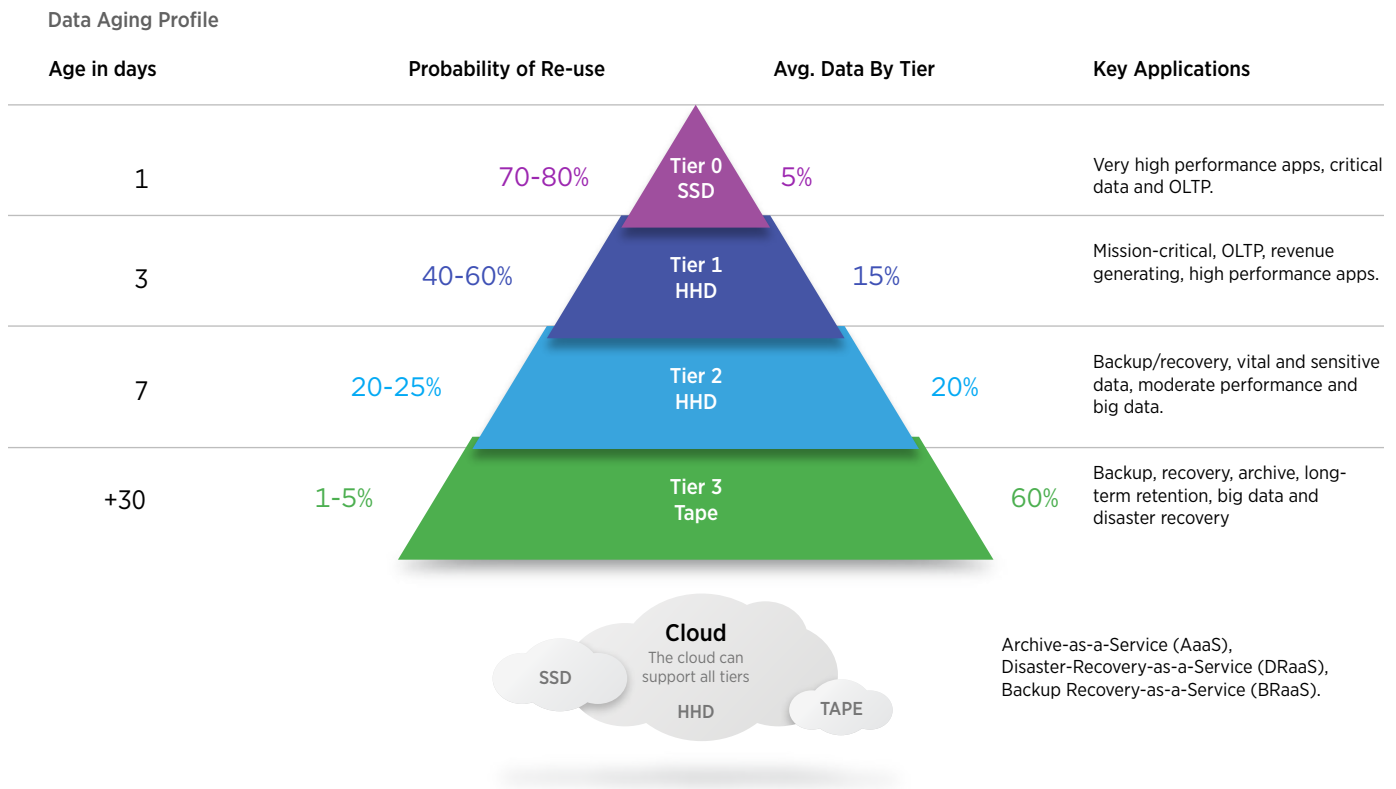 Data Aging Profile
Age in days
Probability of Re-use
Avg. Data By Tier
Key Applications
1
70-80%
Tier 0
SSD
5%
Very high performance apps, critical
data and OLTP.
3
40-60%
Tier 1
HHD
15%
Mission-critical, OLTP, revenue
generating, high performance apps.
7
20-25%
Tier 2
HHD
20%
Backup/recovery, vital and sensitive
data, moderate performance and
big data.
+30
1-5%
Tier 3
Tape
60%
Backup, recovery, archive, long-
term retention, big data and
disaster recovery
Cloud
The cloud can
support all tiers
SSD
HHD
TAPE
Archive-as-a-Service (AaaS),
Disaster-Recovery-as-a-Service (DRaaS),
Backup Recovery-as-a-Service (BRaaS).